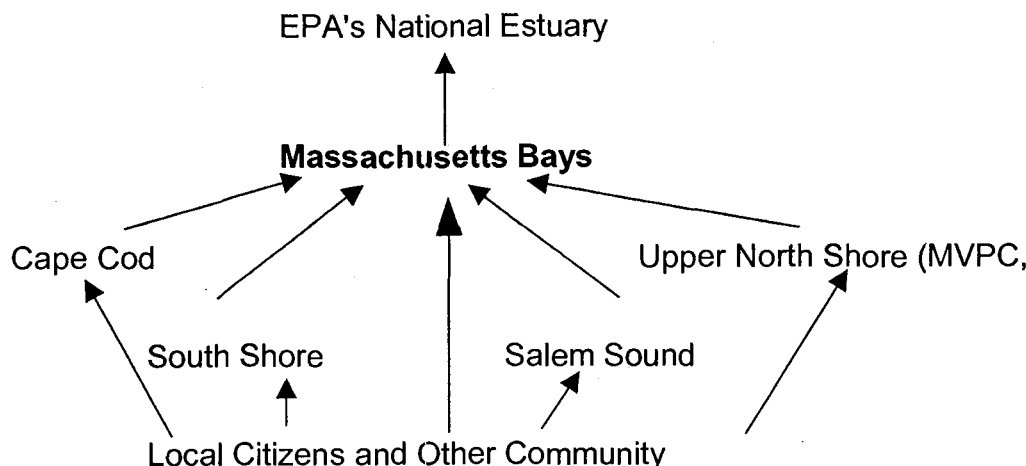 EPA's National Estuary
Massachusetts Bays
Cape Cod
Upper North Shore (MVPC,
South Shore
Salem Sound
Local Citizens and Other Community